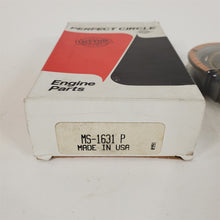 PERFECT CIRCLE
Engine
Parts
MS-1631 P
MADE IN USA